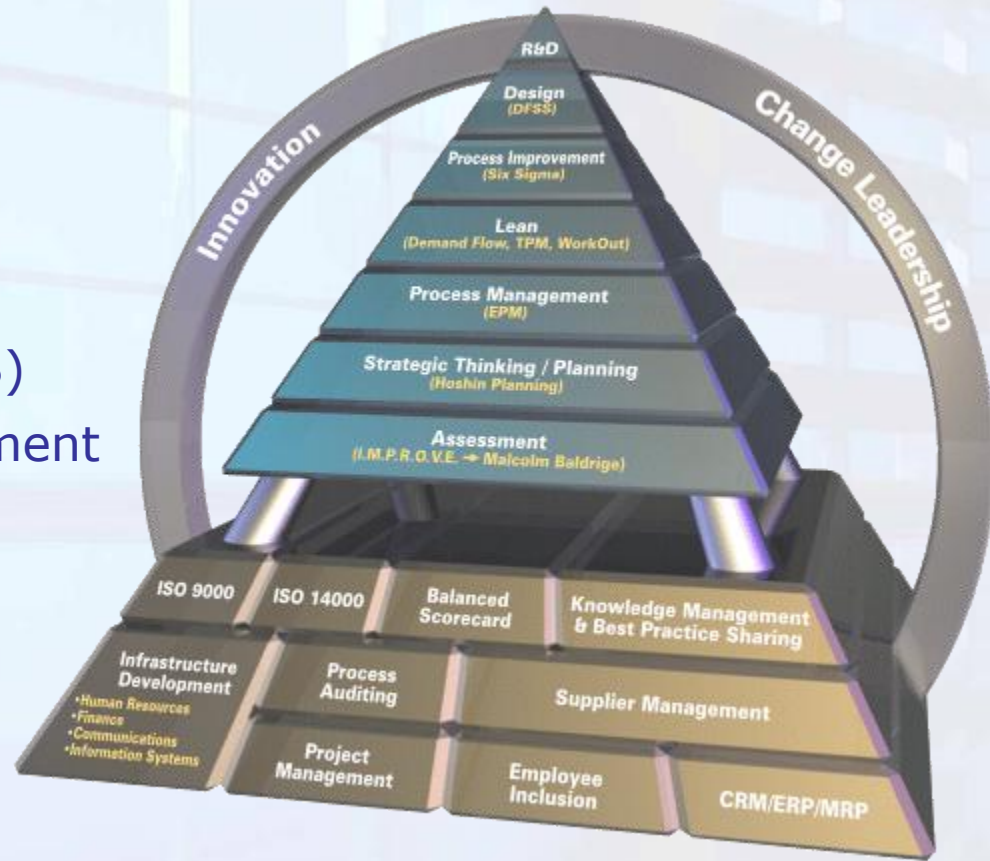 R&D
Design
(DFSS)
Process Improvement
(Six Sigma)
Lean
(Demand Flow, TPM, WorkOut)
Process Management
(EPM)
Strategic Thinking / Planning
(Hoshin Planning)
Assessment
(I.M.P.R.O.V.E. → Malcolm Baldrige)
Innovation
Change Leadership
)
ment
ISO 9000
ISO 14000
Balanced
Scorecard
Knowledge Management
& Best Practice Sharing
Infrastructure
Development
•Human Resources
•Finance
•Communications
•Information Systems
Process
Auditing
Supplier Management
Project
Management
Employee
Inclusion
CRM/ERP/MRP